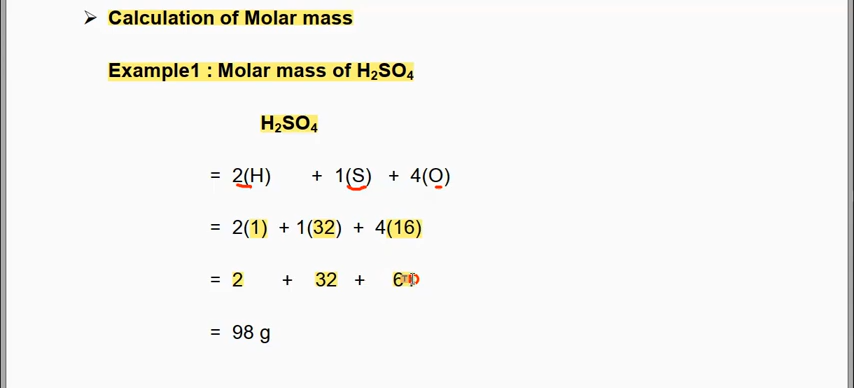 ➢ Calculation of Molar mass
Example1 : Molar mass of H₂SO₄
H₂SO₄
= 2(H) + 1(S) + 4(O)
= 2(1) + 1(32) + 4(16)
= 2 + 32 +
= 98 g